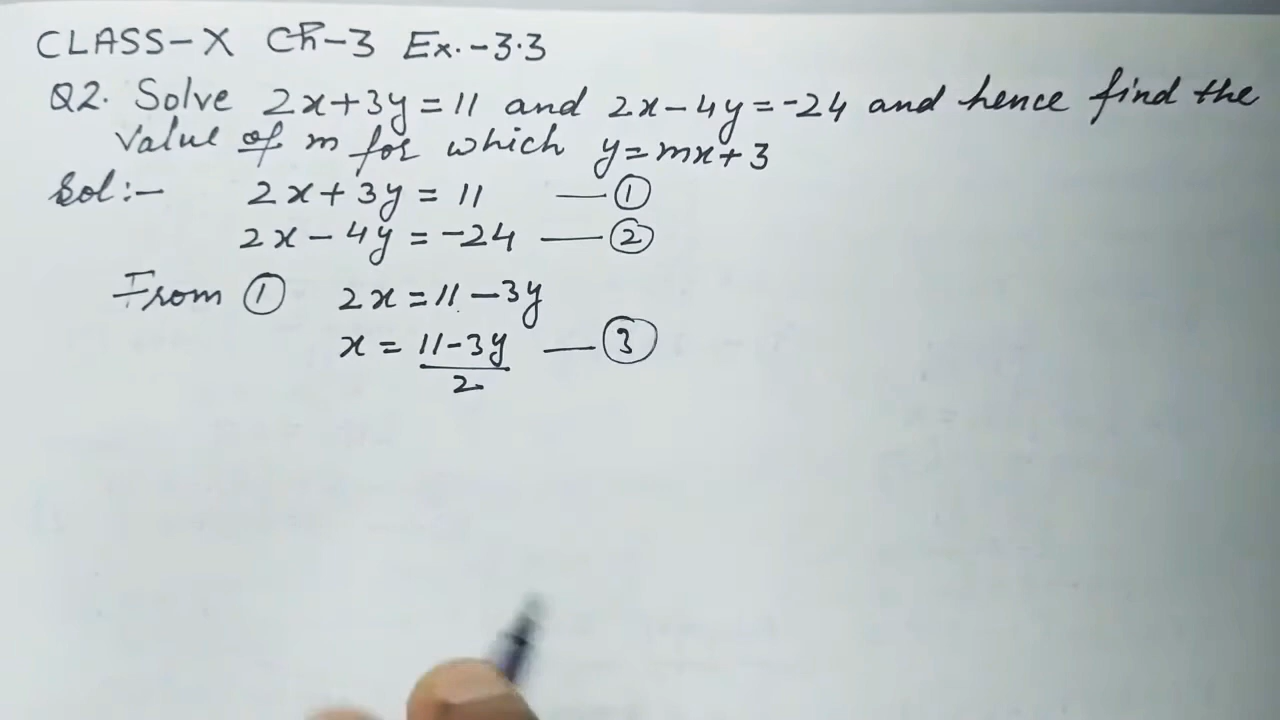 CLASS-X Ch-3 Ex.-3.3
Q2. Solve 2x+3y=11 and 2x-4y=-24 and hence find the
Value of m for which y=mx+3
Sol:- 2x+3y=11 —①
2x-4y=-24 —②
From ① 2x=11-3y
x=11-3y —③
2